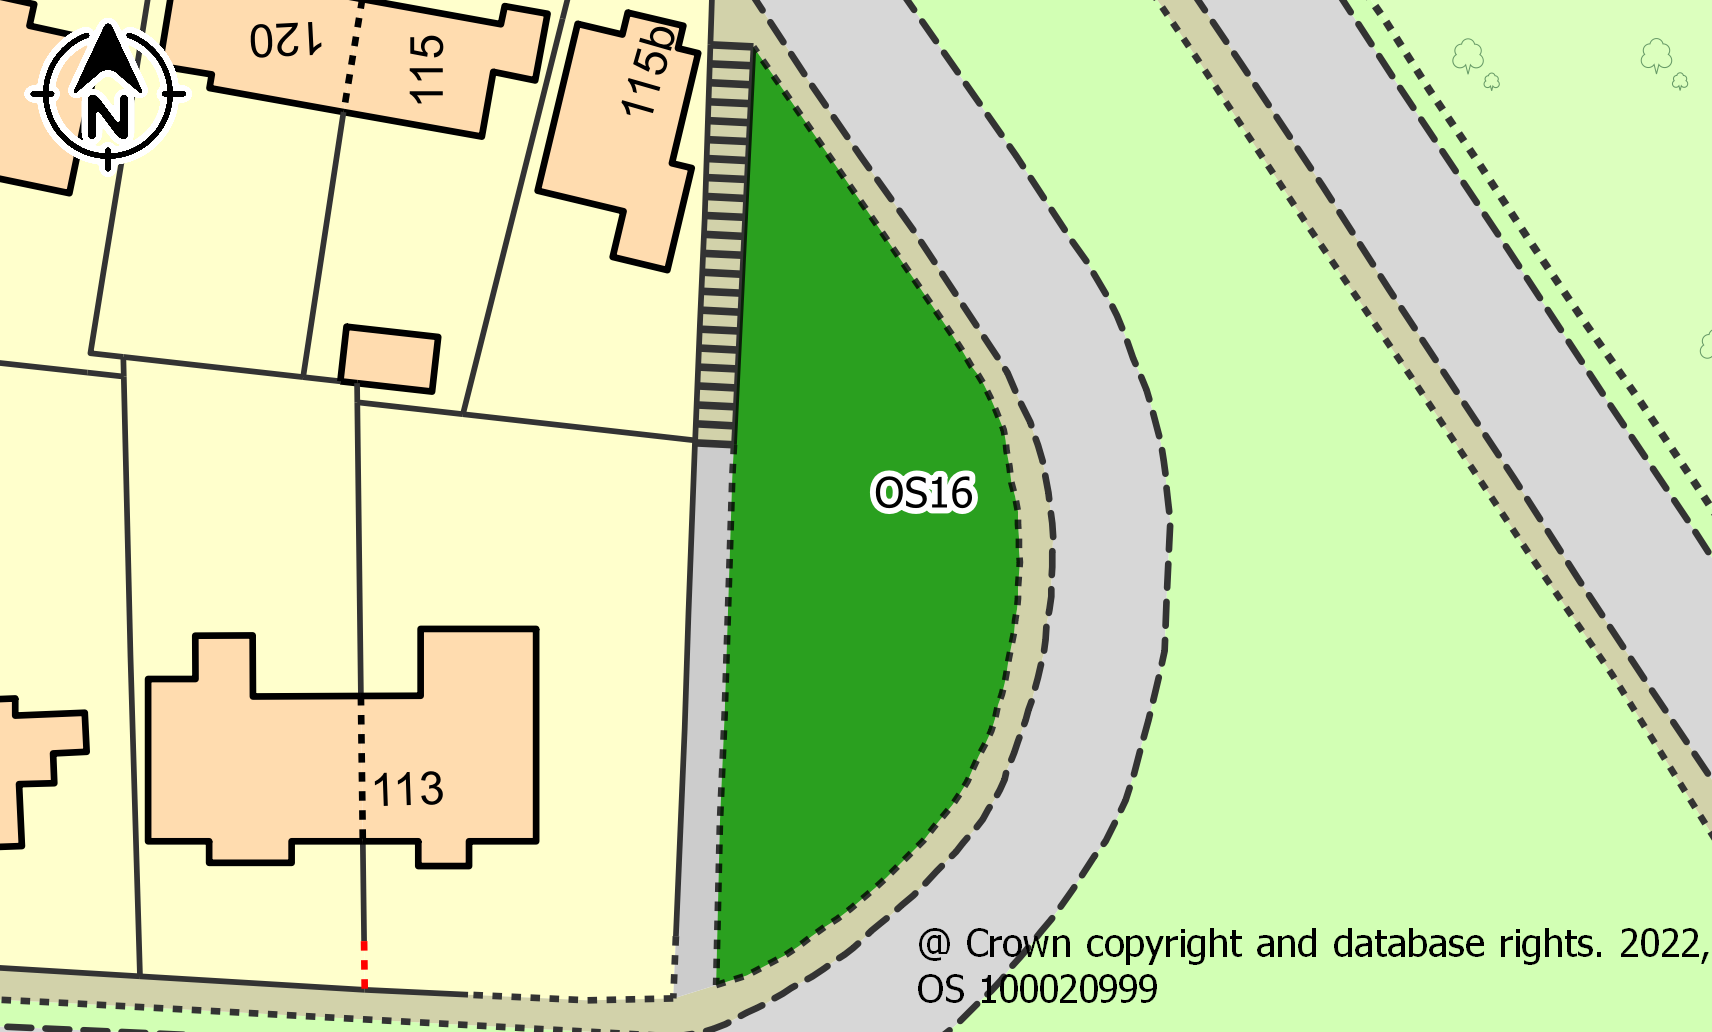 120
115
115b
N
OS16
113
@ Crown copyright and database rights. 2022,
OS 100020999